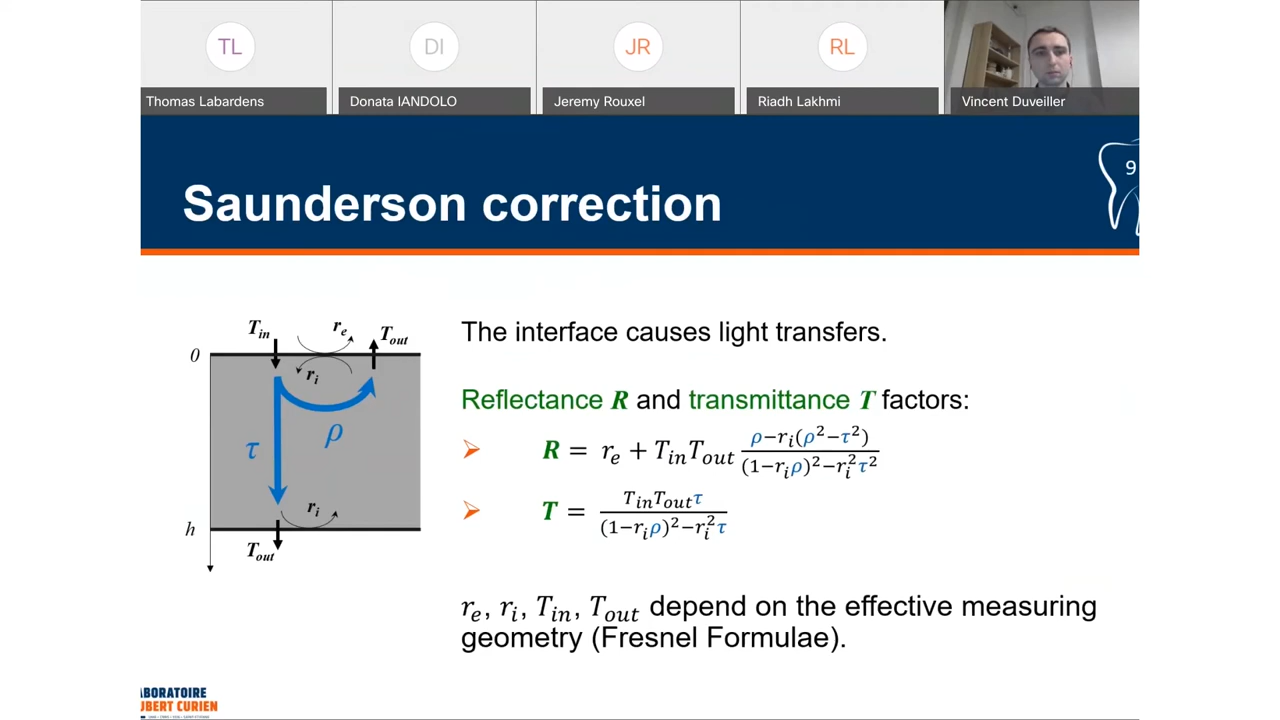 TL
DI
JR
RL
Thomas Labardens
Donata IANDOLO
Jeremy Rouxel
Riadh Lakhmi
Vincent Duveiller
9
Saunderson correction
T_in
r_e
T_out
0
r_i
ρ
τ
r_i
h
T_out
The interface causes light transfers.
Reflectance R and transmittance T factors:
➢ R = r_e + T_in T_out (ρ−r_i(ρ²−τ²))/((1−r_iρ)²−r_i²τ²)
➢ T = (T_in T_out τ)/((1−r_iρ)²−r_i²τ)
r_e, r_i, T_in, T_out depend on the effective measuring
geometry (Fresnel Formulae).
ABORATOIRE
UBERT CURIEN